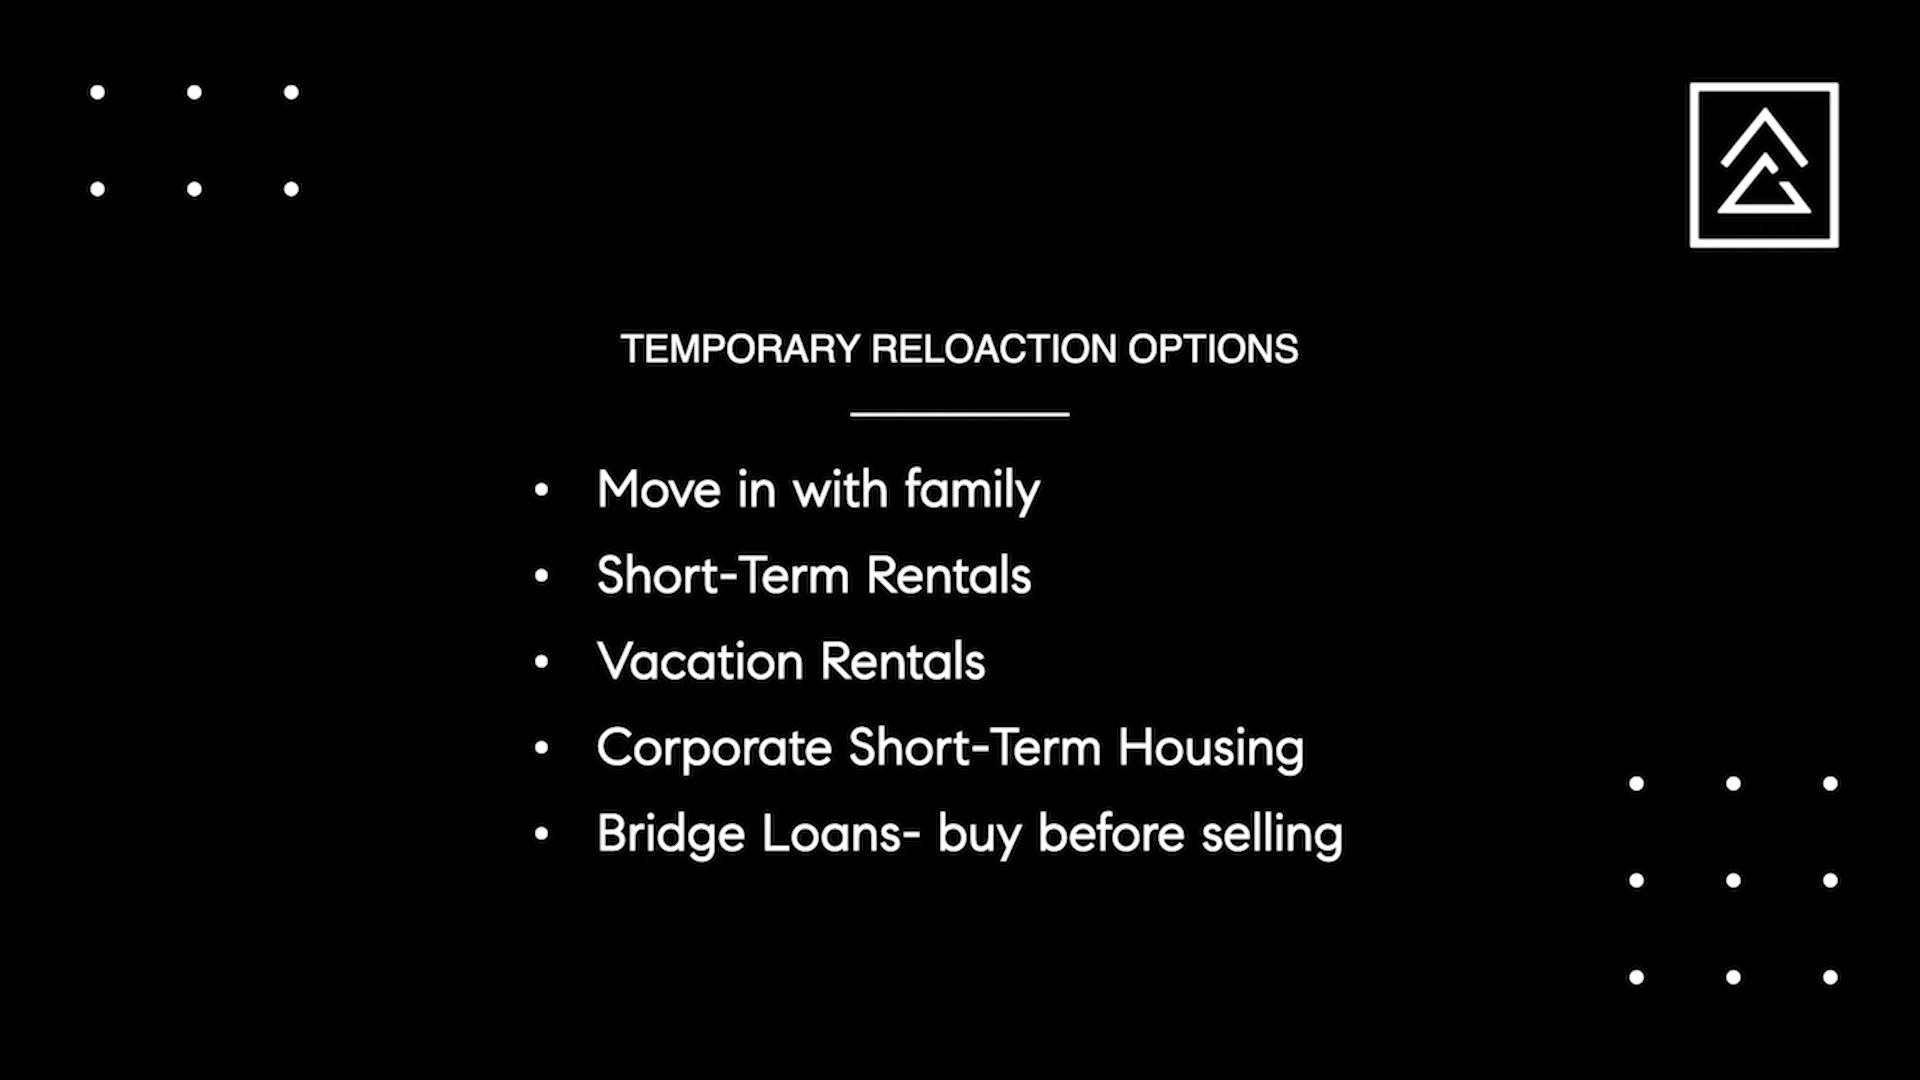 TEMPORARY RELOACTION OPTIONS
• Move in with family
• Short-Term Rentals
• Vacation Rentals
• Corporate Short-Term Housing
• Bridge Loans- buy before selling